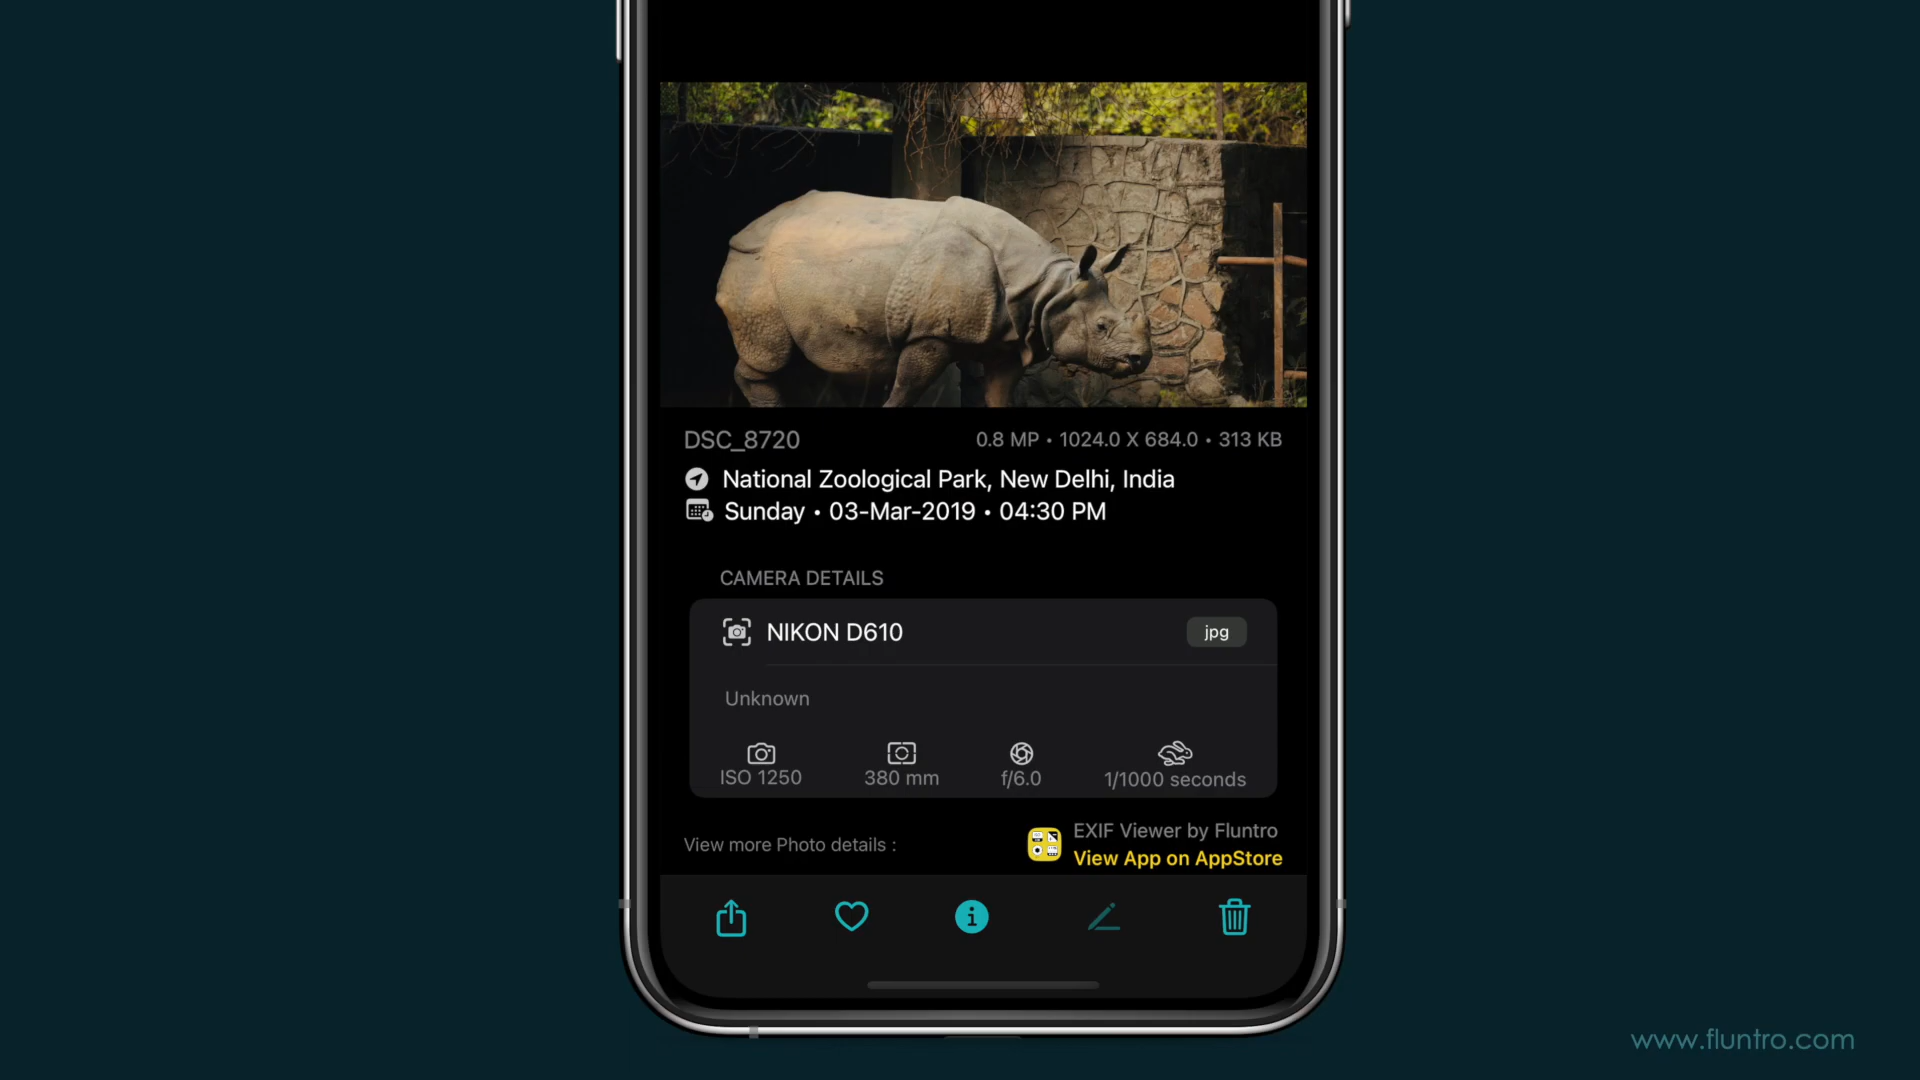 DSC_8720
0.8 MP • 1024.0 X 684.0 • 313 KB
National Zoological Park, New Delhi, India
Sunday • 03-Mar-2019 • 04:30 PM
CAMERA DETAILS
NIKON D610
jpg
Unknown
ISO 1250
380 mm
f/6.0
1/1000 seconds
View more Photo details :
EXIF Viewer by Fluntro
View App on AppStore
www.fluntro.com